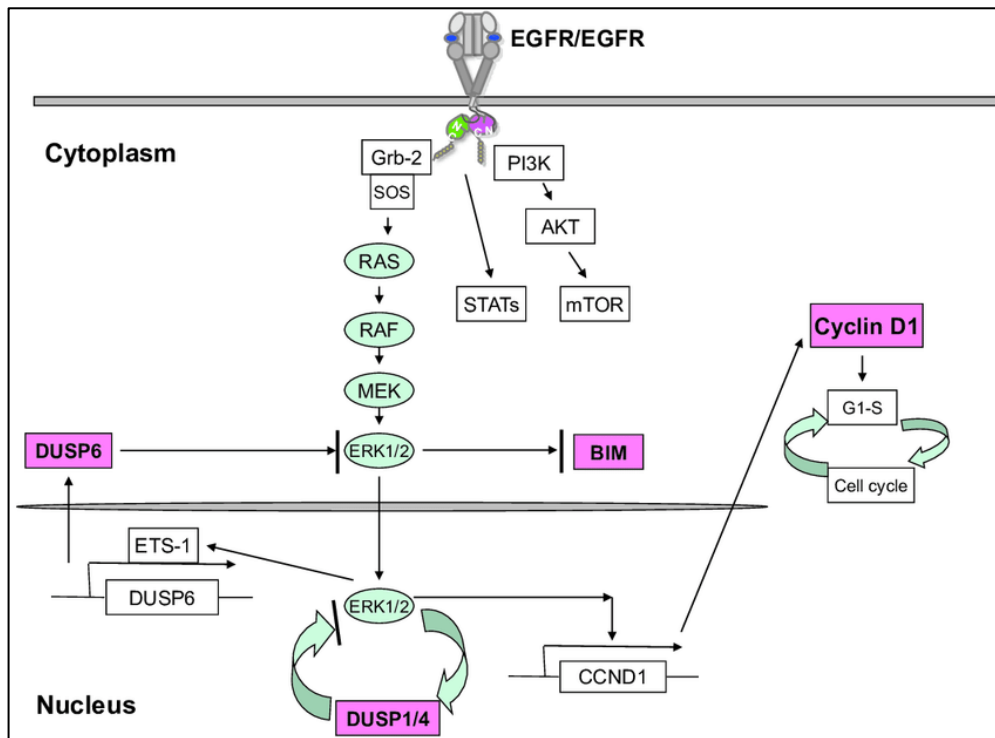 EGFR/EGFR
C N
C N
Cytoplasm
Grb-2
SOS
PI3K
AKT
RAS
STATs
mTOR
RAF
Cyclin D1
MEK
G1-S
DUSP6
ERK1/2
BIM
Cell cycle
ETS-1
DUSP6
ERK1/2
CCND1
Nucleus
DUSP1/4